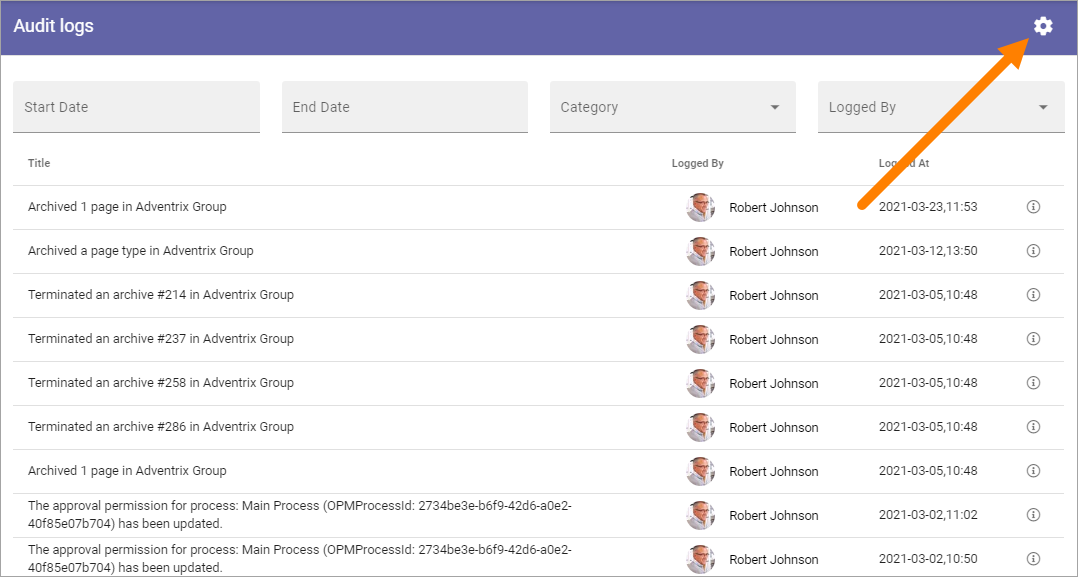 Audit logs
Start Date
End Date
Category
Logged By
Title
Logged By
Logged At
Archived 1 page in Adventrix Group
Robert Johnson
2021-03-23,11:53
Archived a page type in Adventrix Group
Robert Johnson
2021-03-12,13:50
Terminated an archive #214 in Adventrix Group
Robert Johnson
2021-03-05,10:48
Terminated an archive #237 in Adventrix Group
Robert Johnson
2021-03-05,10:48
Terminated an archive #258 in Adventrix Group
Robert Johnson
2021-03-05,10:48
Terminated an archive #286 in Adventrix Group
Robert Johnson
2021-03-05,10:48
Archived 1 page in Adventrix Group
Robert Johnson
2021-03-05,10:48
The approval permission for process: Main Process (OPMProcessId: 2734be3e-b6f9-42d6-a0e2-
40f85e07b704) has been updated.
Robert Johnson
2021-03-02,11:02
The approval permission for process: Main Process (OPMProcessId: 2734be3e-b6f9-42d6-a0e2-
40f85e07b704) has been updated.
Robert Johnson
2021-03-02,10:50